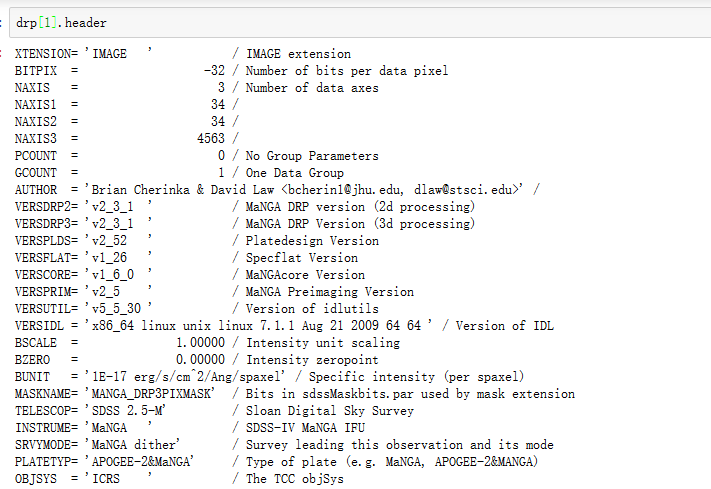 drp[1].header
XTENSION= 'IMAGE   '           / IMAGE extension
BITPIX  =                  -32 / Number of bits per data pixel
NAXIS   =                    3 / Number of data axes
NAXIS1  =                   34 /
NAXIS2  =                   34 /
NAXIS3  =                 4563 /
PCOUNT  =                    0 / No Group Parameters
GCOUNT  =                    1 / One Data Group
AUTHOR  = 'Brian Cherinka & David Law <bcherin1@jhu.edu, dlaw@stsci.edu>' /
VERSDRP2= 'v2_3_1  '           / MaNGA DRP version (2d processing)
VERSDRP3= 'v2_3_1  '           / MaNGA DRP Version (3d processing)
VERSPLDS= 'v2_52   '           / Platedesign Version
VERSFLAT= 'v1_26   '           / Specflat Version
VERSCORE= 'v1_6_0  '           / MaNGAcore Version
VERSPRIM= 'v2_5    '           / MaNGA Preimaging Version
VERSUTIL= 'v5_5_30 '           / Version of idlutils
VERSIDL = 'x86_64 linux unix linux 7.1.1 Aug 21 2009 64 64 ' / Version of IDL
BSCALE  =              1.00000 / Intensity unit scaling
BZERO   =              0.00000 / Intensity zeropoint
BUNIT   = '1E-17 erg/s/cm^2/Ang/spaxel' / Specific intensity (per spaxel)
MASKNAME= 'MANGA_DRP3PIXMASK'  / Bits in sdssMaskbits.par used by mask extension
TELESCOP= 'SDSS 2.5-M'         / Sloan Digital Sky Survey
INSTRUME= 'MaNGA   '           / SDSS-IV MaNGA IFU
SRVYMODE= 'MaNGA dither'       / Survey leading this observation and its mode
PLATETYP= 'APOGEE-2&MaNGA'     / Type of plate (e.g. MaNGA, APOGEE-2&MANGA)
OBJSYS  = 'ICRS    '           / The TCC objSys